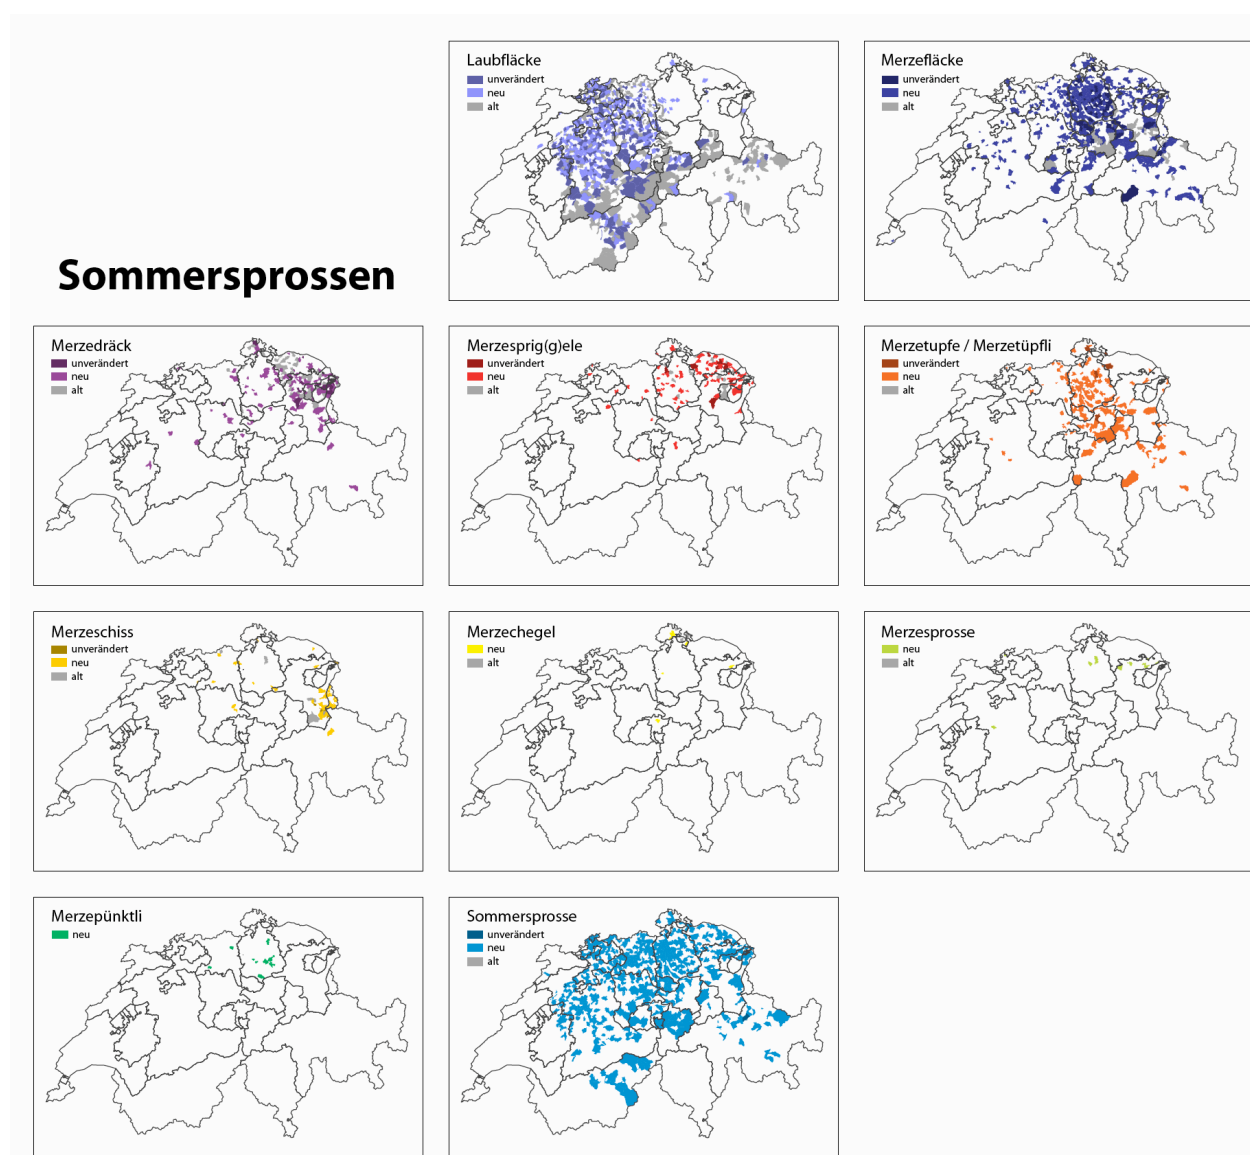 Sommersprossen
Laubfläcke
unverändert
neu
alt
Merzefläcke
unverändert
neu
alt
Merzedräck
unverändert
neu
alt
Merzesprig(g)ele
unverändert
neu
alt
Merzetupfe / Merzetüpfli
unverändert
neu
alt
Merzeschiss
unverändert
neu
alt
Merzechegel
neu
alt
Merzesprosse
neu
alt
Merzepünktli
neu
Sommersprosse
unverändert
neu
alt